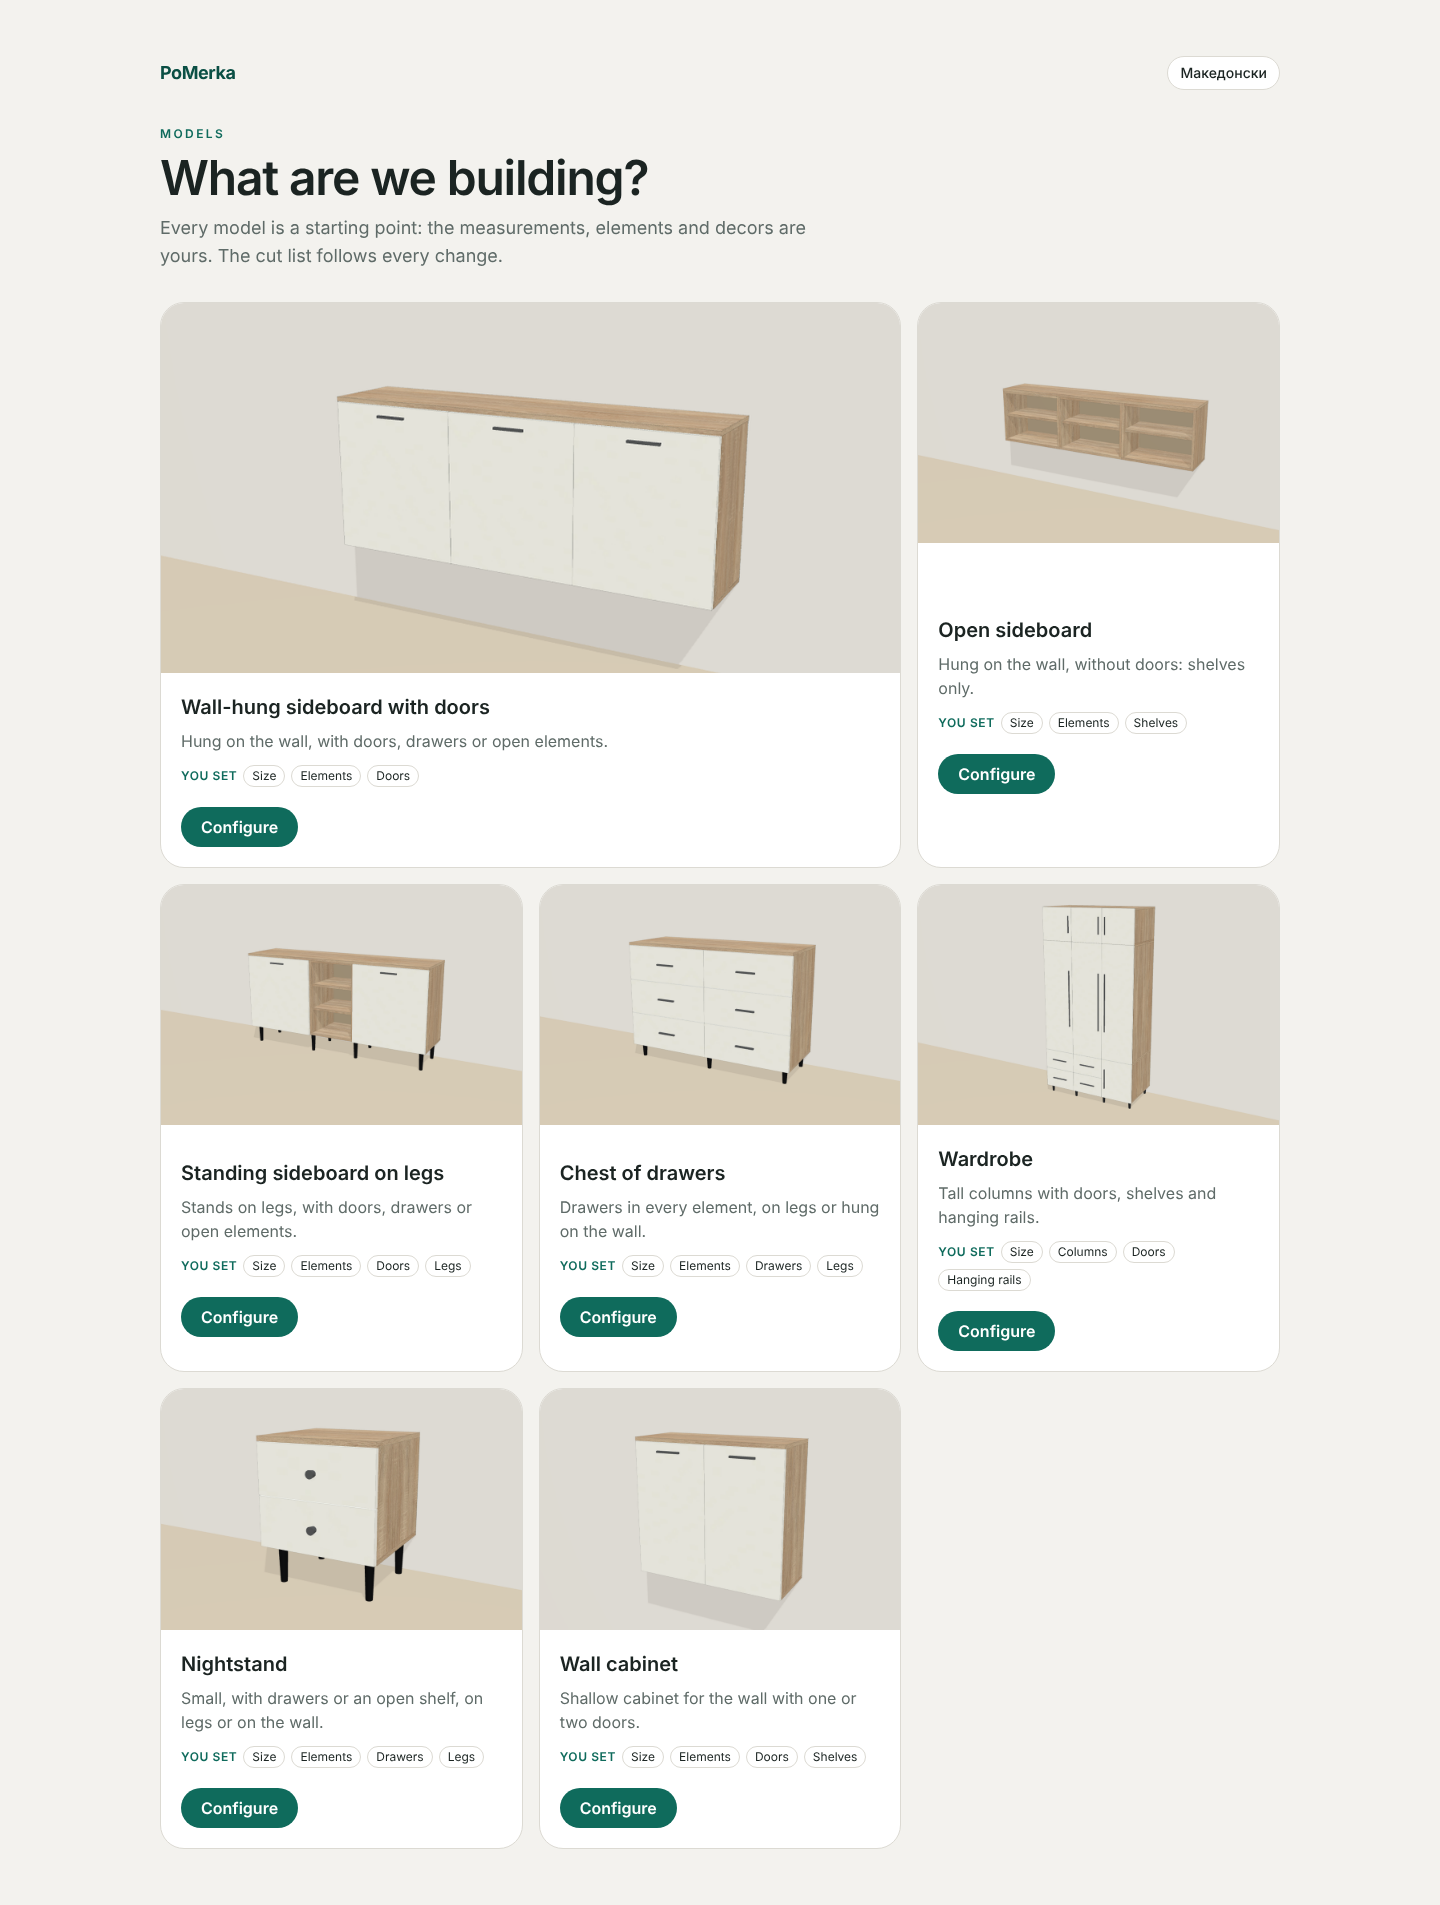 PoMerka
Македонски
MODELS
What are we building?
Every model is a starting point: the measurements, elements and decors are
yours. The cut list follows every change.
Wall-hung sideboard with doors
Hung on the wall, with doors, drawers or open elements.
YOU SET Size Elements Doors
Configure
Open sideboard
Hung on the wall, without doors: shelves
only.
YOU SET Size Elements Shelves
Configure
Standing sideboard on legs
Stands on legs, with doors, drawers or
open elements.
YOU SET Size Elements Doors Legs
Configure
Chest of drawers
Drawers in every element, on legs or hung
on the wall.
YOU SET Size Elements Drawers Legs
Configure
Wardrobe
Tall columns with doors, shelves and
hanging rails.
YOU SET Size Columns Doors
Hanging rails
Configure
Nightstand
Small, with drawers or an open shelf, on
legs or on the wall.
YOU SET Size Elements Drawers Legs
Configure
Wall cabinet
Shallow cabinet for the wall with one or
two doors.
YOU SET Size Elements Doors Shelves
Configure